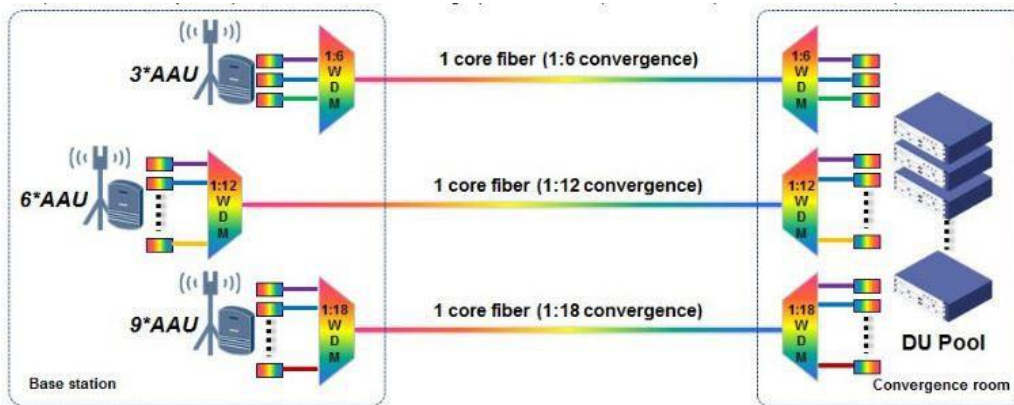 3*AAU
1:6
W
D
M
1 core fiber (1:6 convergence)
1:6
W
D
M
6*AAU
1:12
W
D
M
1 core fiber (1:12 convergence)
1:12
W
D
M
9*AAU
1:18
W
D
M
1 core fiber (1:18 convergence)
1:18
W
D
M
DU Pool
Base station
Convergence room